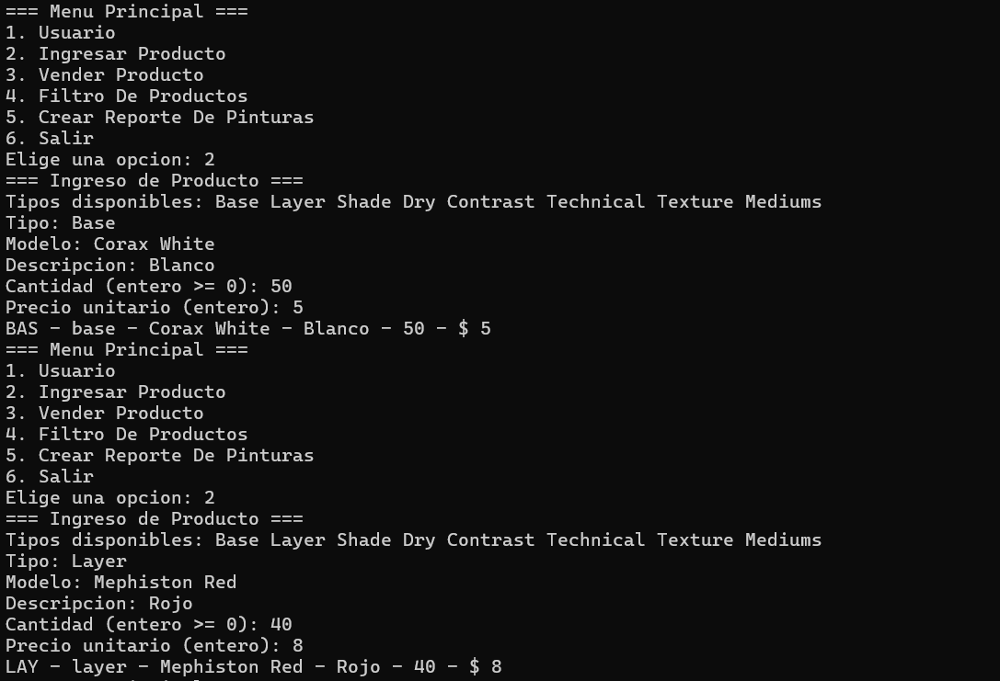 === Menu Principal ===
1. Usuario
2. Ingresar Producto
3. Vender Producto
4. Filtro De Productos
5. Crear Reporte De Pinturas
6. Salir
Elige una opcion: 2
=== Ingreso de Producto ===
Tipos disponibles: Base Layer Shade Dry Contrast Technical Texture Mediums
Tipo: Base
Modelo: Corax White
Descripcion: Blanco
Cantidad (entero >= 0): 50
Precio unitario (entero): 5
BAS - base - Corax White - Blanco - 50 - $ 5
=== Menu Principal ===
1. Usuario
2. Ingresar Producto
3. Vender Producto
4. Filtro De Productos
5. Crear Reporte De Pinturas
6. Salir
Elige una opcion: 2
=== Ingreso de Producto ===
Tipos disponibles: Base Layer Shade Dry Contrast Technical Texture Mediums
Tipo: Layer
Modelo: Mephiston Red
Descripcion: Rojo
Cantidad (entero >= 0): 40
Precio unitario (entero): 8
LAY - layer - Mephiston Red - Rojo - 40 - $ 8